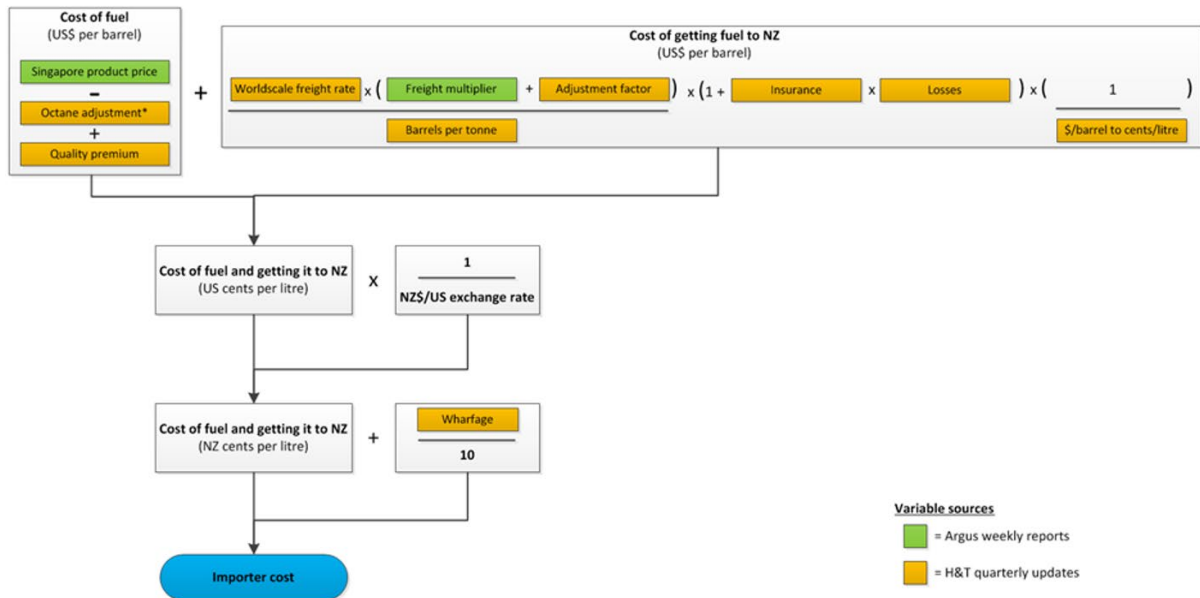 Cost of fuel
(US$ per barrel)
Singapore product price
–
Octane adjustment*
+
Quality premium
+
Cost of getting fuel to NZ
(US$ per barrel)
Worldscale freight rate x ( Freight multiplier + Adjustment factor ) x (1 + Insurance x Losses ) x ( 1 )
Barrels per tonne
$/barrel to cents/litre
Cost of fuel and getting it to NZ
(US cents per litre)
x
1
NZ$/US exchange rate
Cost of fuel and getting it to NZ
(NZ cents per litre)
+
Wharfage
10
Importer cost
Variable sources
= Argus weekly reports
= H&T quarterly updates